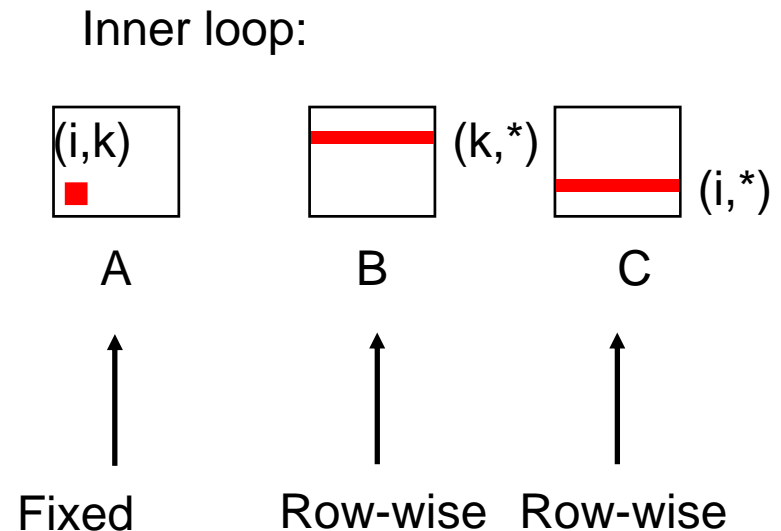 Inner loop:
(i,k)
(k,*)
(i,*)
A B C
Fixed Row-wise Row-wise